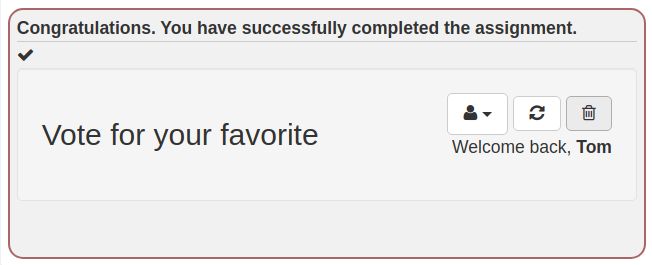 Congratulations. You have successfully completed the assignment.
Vote for your favorite
Welcome back, Tom